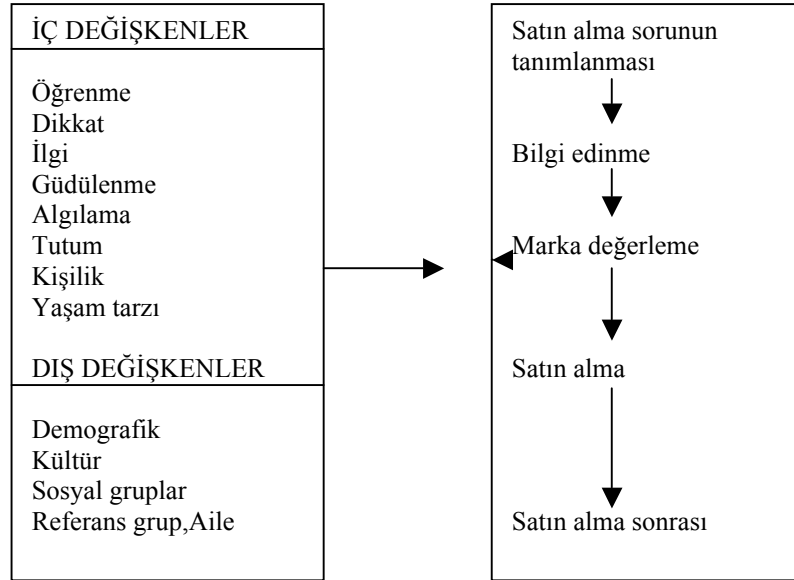 İÇ DEĞİŞKENLER
Öğrenme
Dikkat
İlgi
Güdülenme
Algılama
Tutum
Kişilik
Yaşam tarzı
DIŞ DEĞİŞKENLER
Demografik
Kültür
Sosyal gruplar
Referans grup,Aile
Satın alma sorunun
tanımlanması
Bilgi edinme
Marka değerleme
Satın alma
Satın alma sonrası